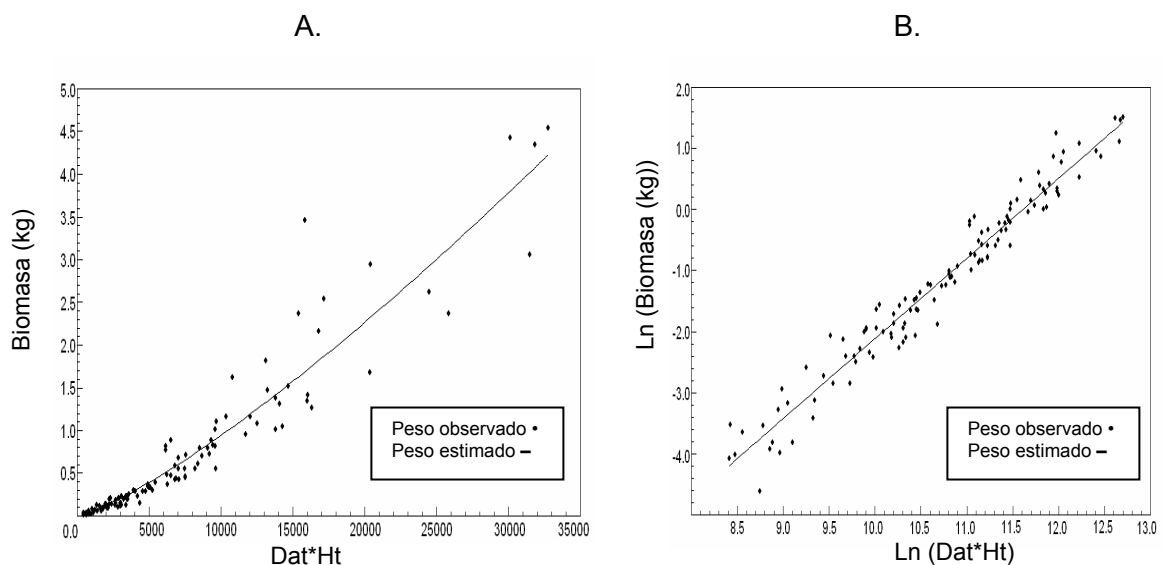 A.
5.0
4.5
4.0
3.5
3.0
2.5
2.0
1.5
1.0
0.5
0.0 5000 10000 15000 20000 25000 30000 35000
Biomasa (kg)
Dat*Ht
Peso observado •
Peso estimado –
B.
2.0
1.0
0.0
-1.0
-2.0
-3.0
-4.0
8.5 9.0 9.5 10.0 10.5 11.0 11.5 12.0 12.5 13.0
Ln (Biomasa (kg))
Ln (Dat*Ht)
Peso observado •
Peso estimado –